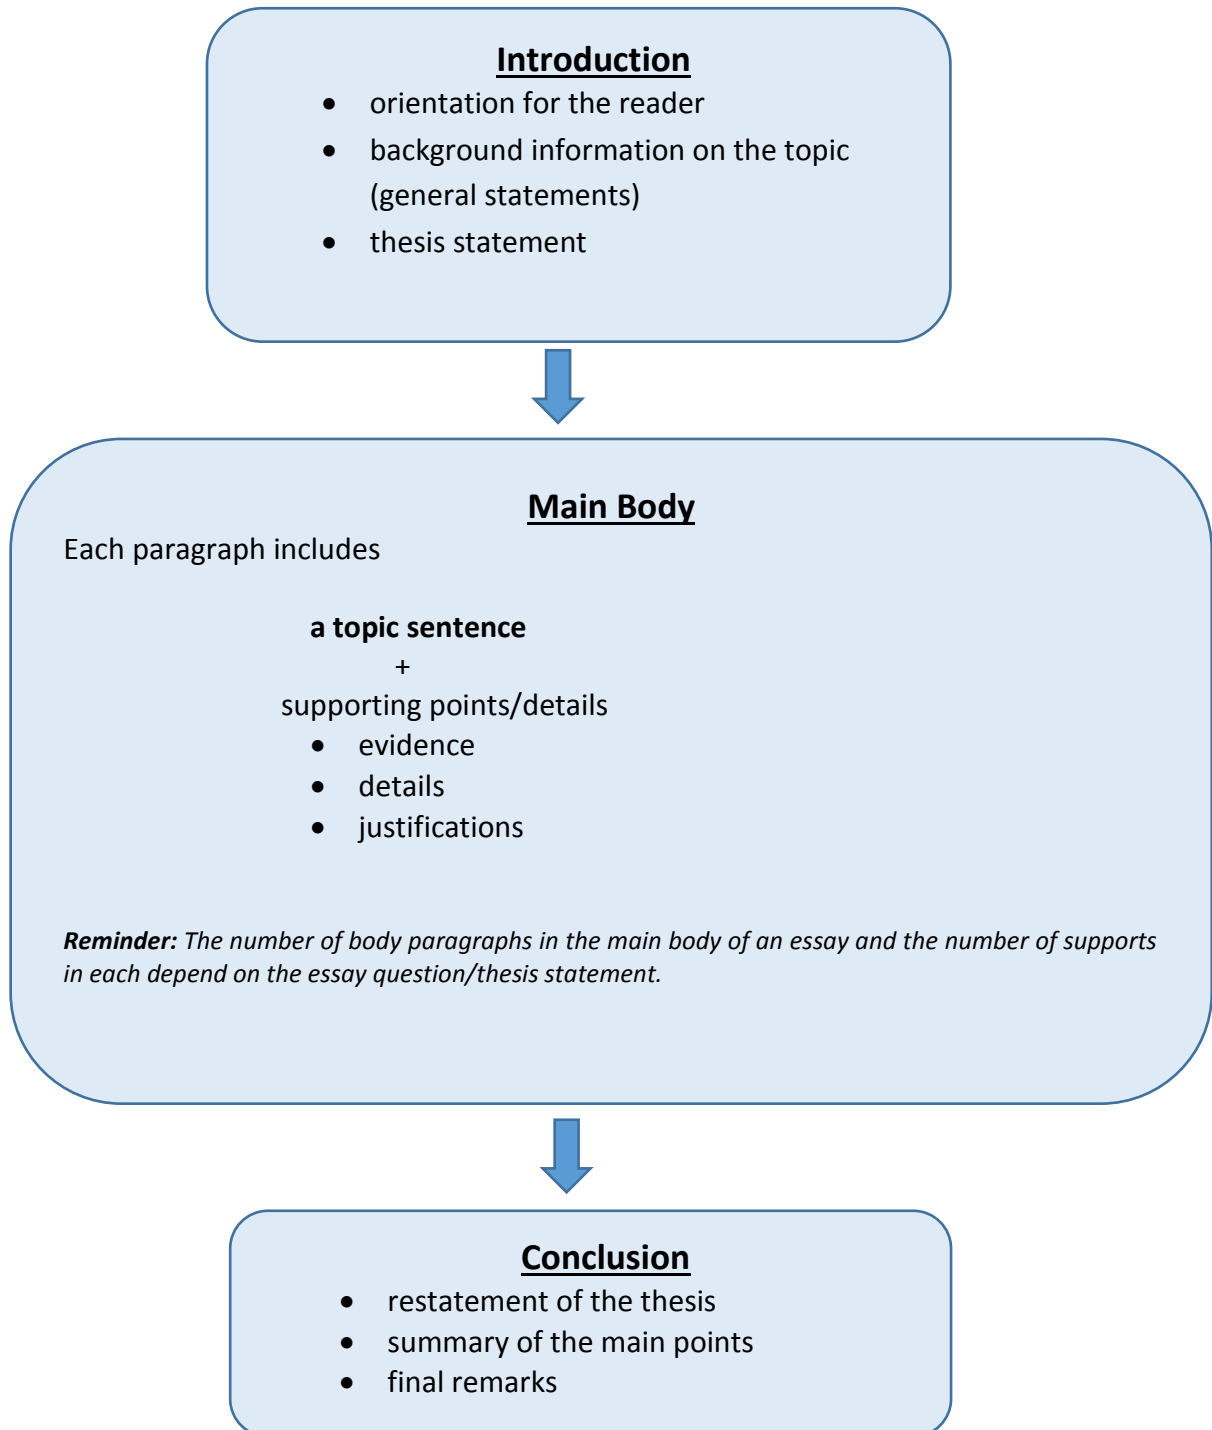 Introduction
• orientation for the reader
• background information on the topic
(general statements)
• thesis statement
Main Body
Each paragraph includes
a topic sentence
+
supporting points/details
• evidence
• details
• justifications
Reminder: The number of body paragraphs in the main body of an essay and the number of supports
in each depend on the essay question/thesis statement.
Conclusion
• restatement of the thesis
• summary of the main points
• final remarks